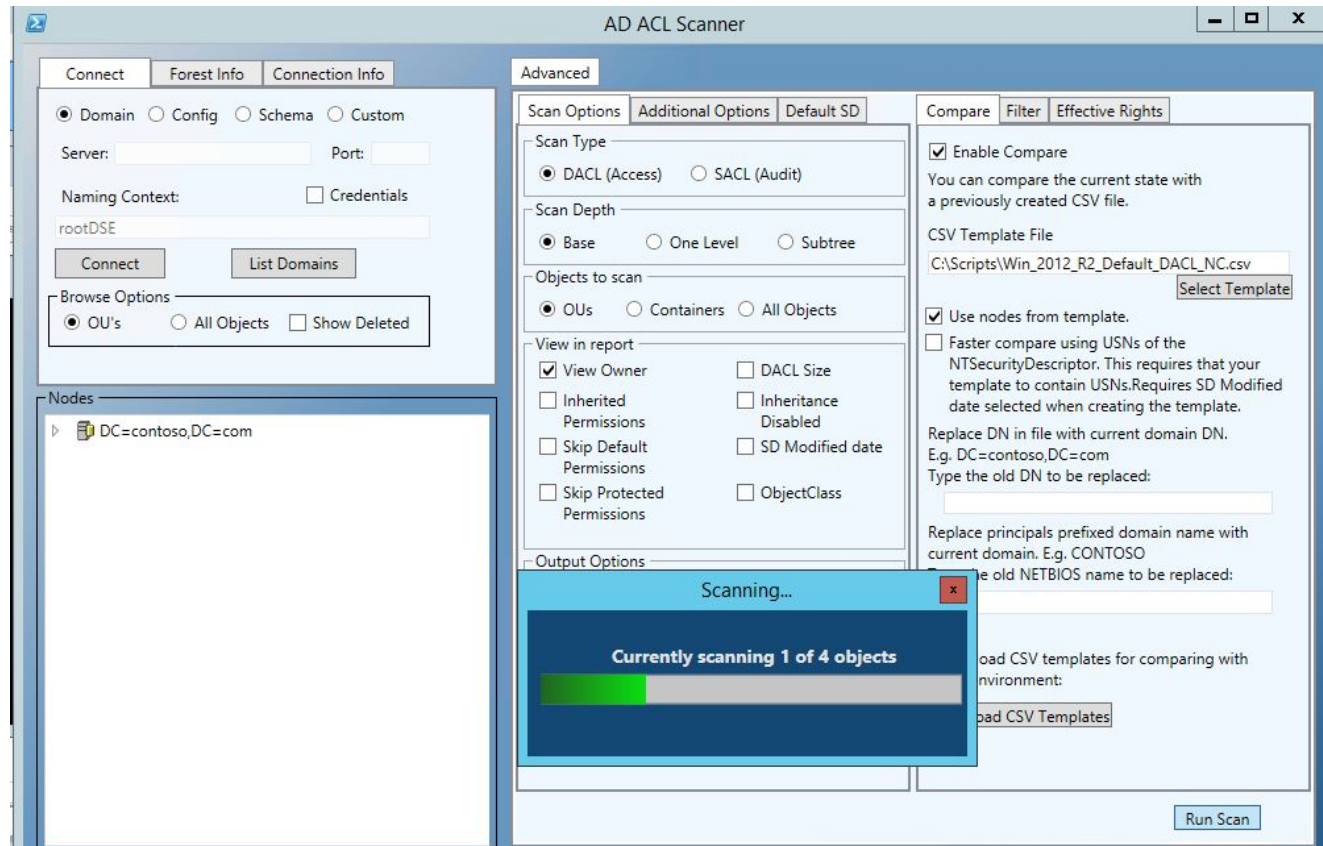 AD ACL Scanner
Connect
Forest Info
Connection Info
Domain
Config
Schema
Custom
Server:
Port:
Naming Context:
Credentials
rootDSE
Connect
List Domains
Browse Options
OU's
All Objects
Show Deleted
Nodes
DC=contoso,DC=com
Advanced
Scan Options
Additional Options
Default SD
Scan Type
DACL (Access)
SACL (Audit)
Scan Depth
Base
One Level
Subtree
Objects to scan
OUs
Containers
All Objects
View in report
View Owner
DACL Size
Inherited
Permissions
Inheritance
Disabled
Skip Default
Permissions
SD Modified date
Skip Protected
Permissions
ObjectClass
Output Options
Scanning...
x
Currently scanning 1 of 4 objects
Compare
Filter
Effective Rights
Enable Compare
You can compare the current state with
a previously created CSV file.
CSV Template File
C:\Scripts\Win_2012_R2_Default_DACL_NC.csv
Select Template
Use nodes from template.
Faster compare using USNs of the
NTSecurityDescriptor. This requires that your
template to contain USNs.Requires SD Modified
date selected when creating the template.
Replace DN in file with current domain DN.
E.g. DC=contoso,DC=com
Type the old DN to be replaced:
Replace principals prefixed domain name with
current domain. E.g. CONTOSO
old NETBIOS name to be replaced:
CSV templates for comparing with
CSV Templates
Run Scan